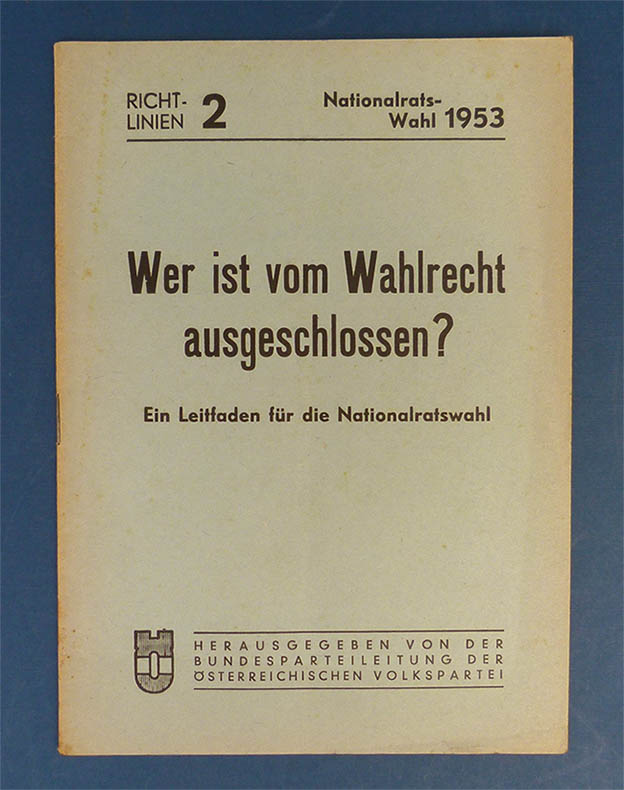 RICHT-
LINIEN 2
Nationalrats-
Wahl 1953
Wer ist vom Wahlrecht
ausgeschlossen?
Ein Leitfaden für die Nationalratswahl
HERAUSGEGEBEN VON DER
BUNDESPARTEILEITUNG DER
ÖSTERREICHISCHEN VOLKSPARTEI